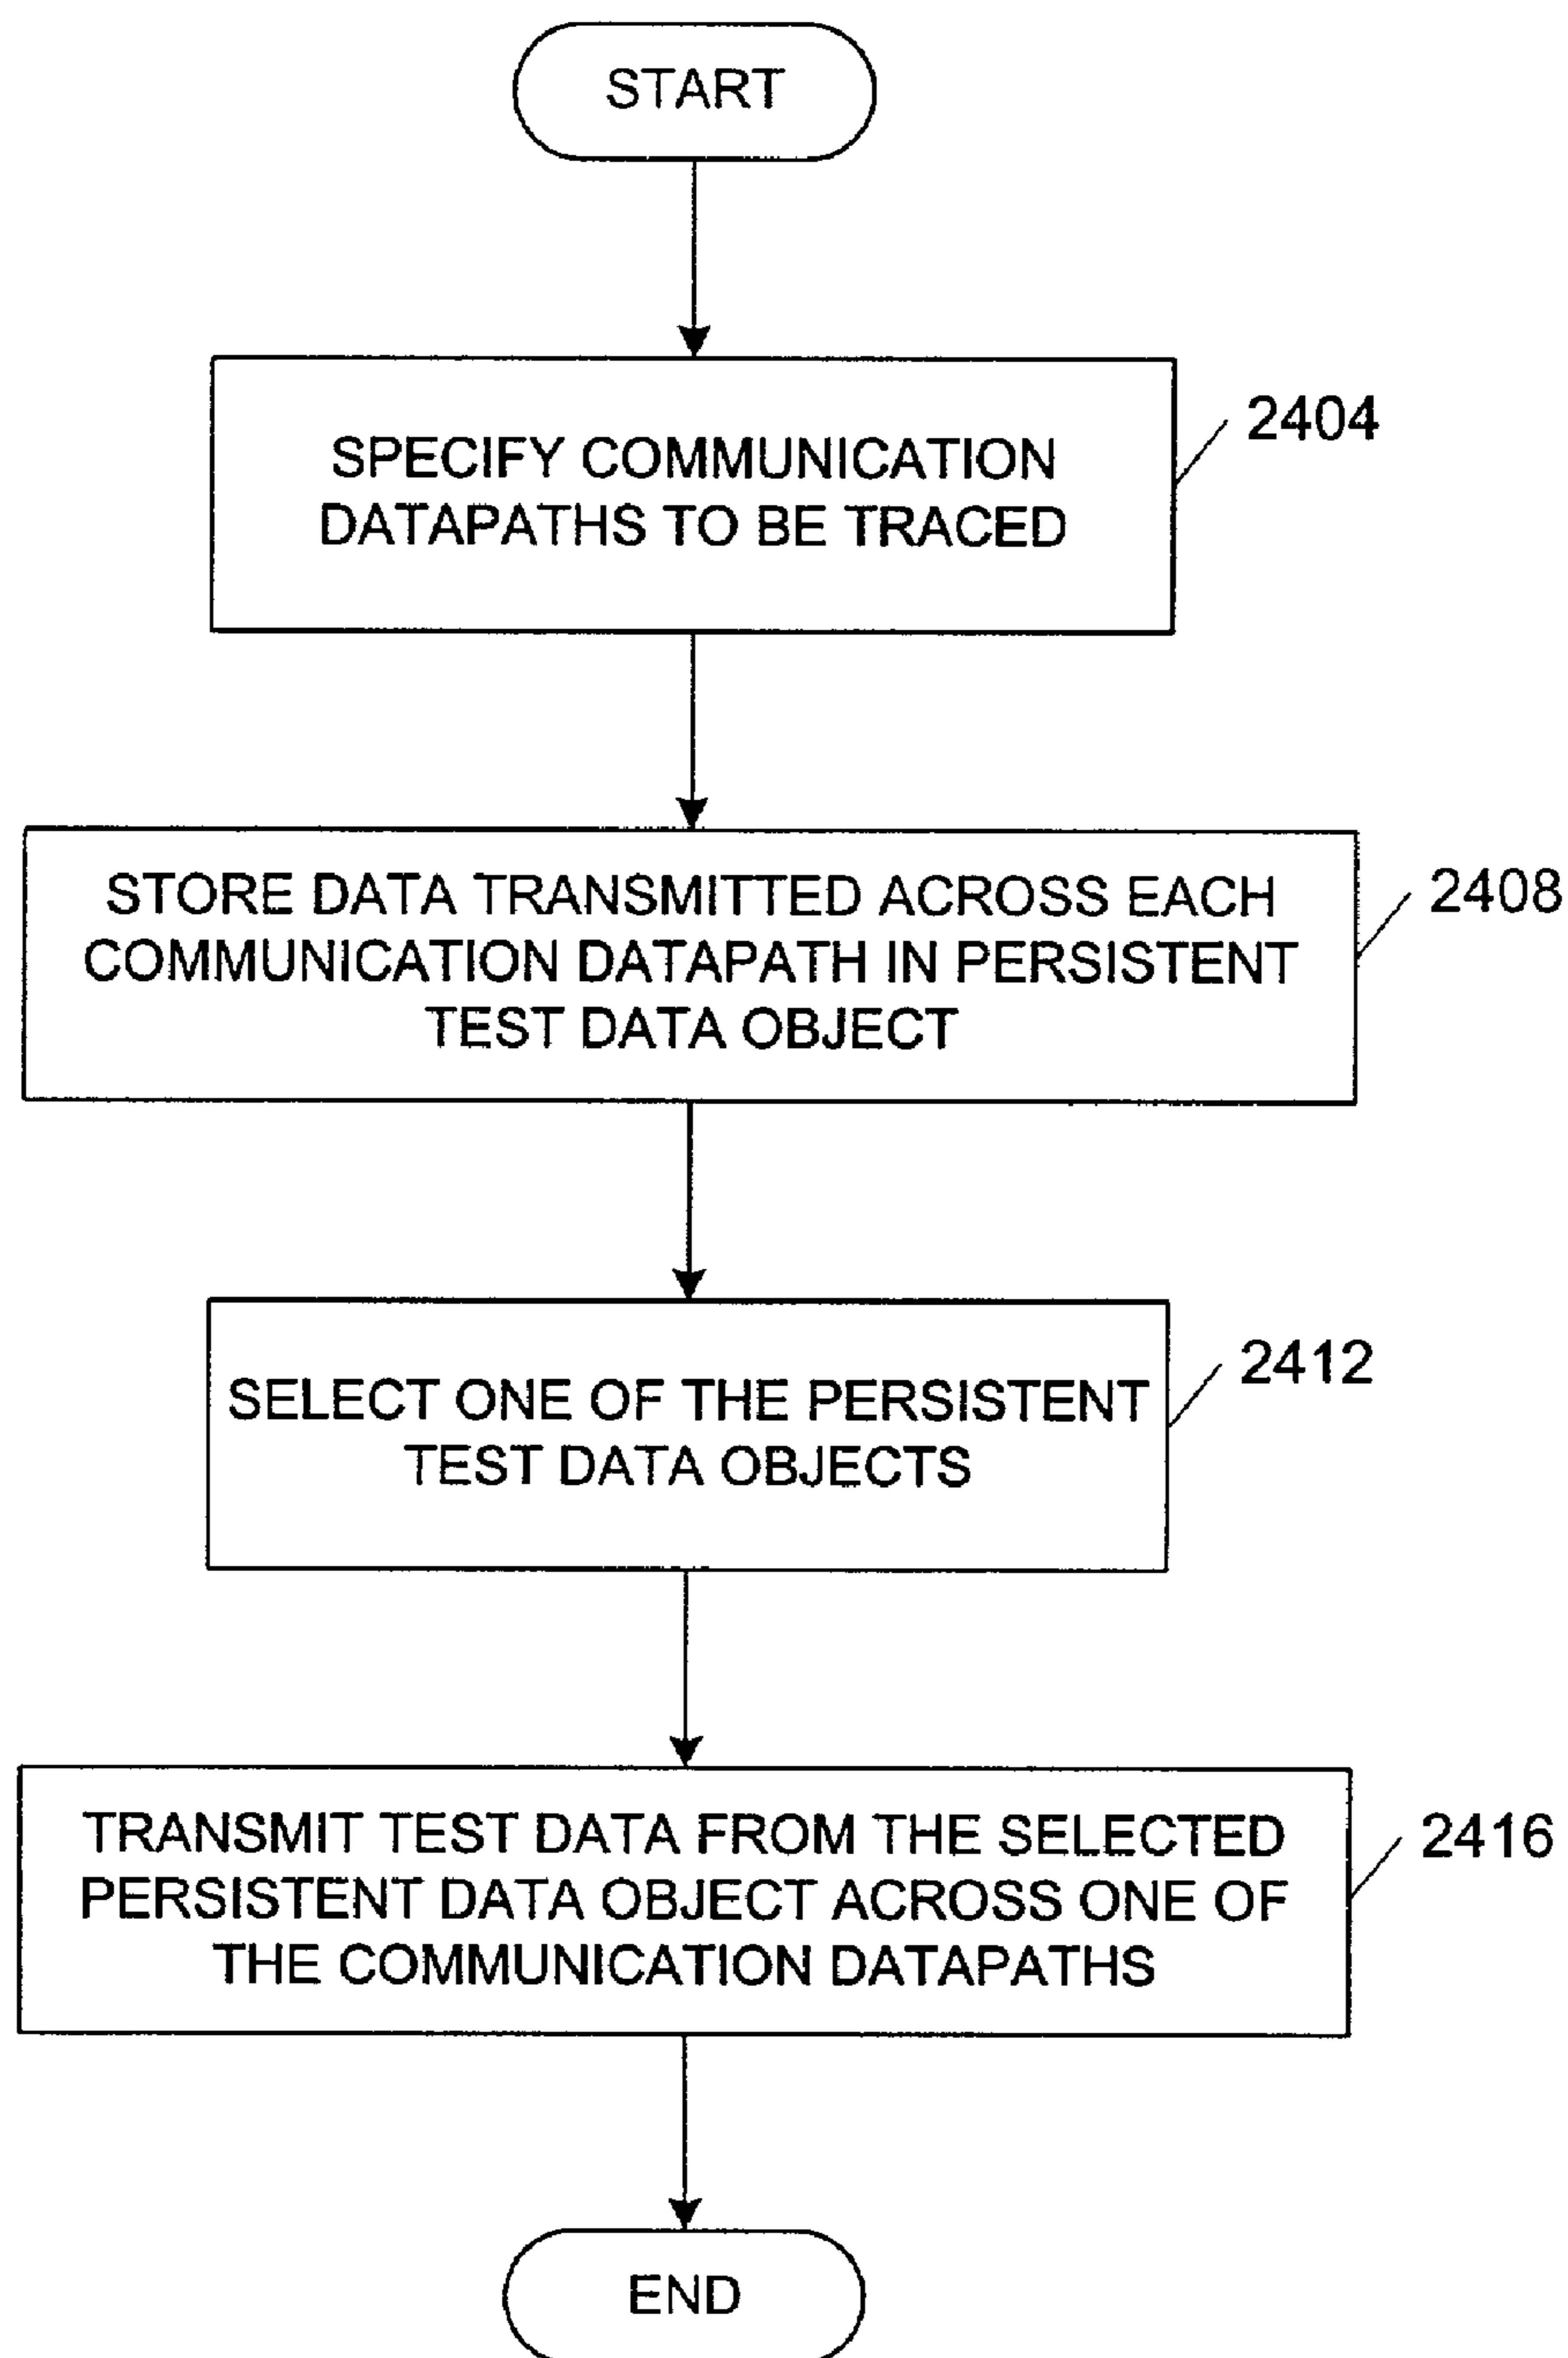 START
SPECIFY COMMUNICATION
DATAPATHS TO BE TRACED
2404
STORE DATA TRANSMITTED ACROSS EACH
COMMUNICATION DATAPATH IN PERSISTENT
TEST DATA OBJECT
2408
SELECT ONE OF THE PERSISTENT
TEST DATA OBJECTS
2412
TRANSMIT TEST DATA FROM THE SELECTED
PERSISTENT DATA OBJECT ACROSS ONE OF
THE COMMUNICATION DATAPATHS
2416
END